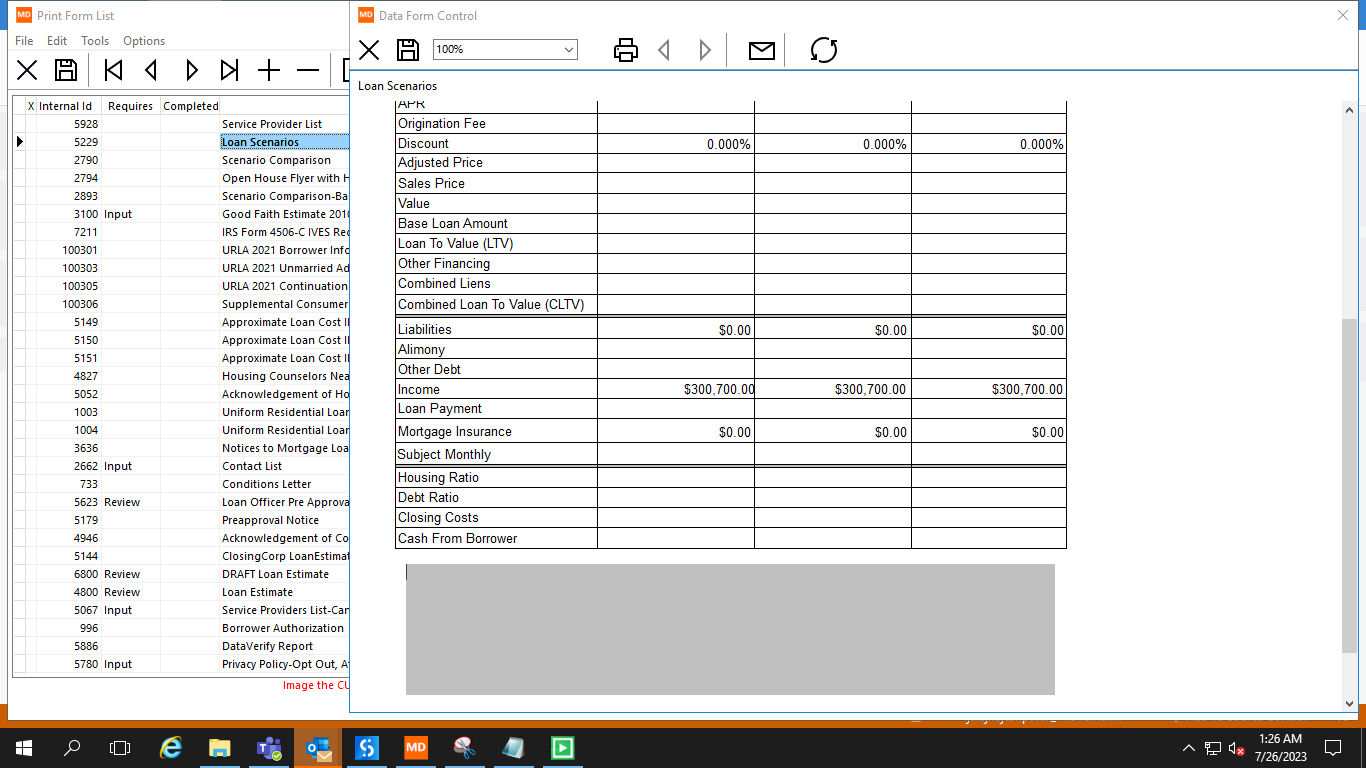 MD Print Form List
File Edit Tools Options
X Internal Id Requires Completed
5928 Service Provider List
5229 Loan Scenarios
2790 Scenario Comparison
2794 Open House Flyer with H
2893 Scenario Comparison-Ba
3100 Input Good Faith Estimate 2010
7211 IRS Form 4506-C IVES Rec
100301 URLA 2021 Borrower Info
100303 URLA 2021 Unmarried Ad
100305 URLA 2021 Continuation
100306 Supplemental Consumer
5149 Approximate Loan Cost Il
5150 Approximate Loan Cost Il
5151 Approximate Loan Cost Il
4827 Housing Counselors Nea
5052 Acknowledgement of Ho
1003 Uniform Residential Loan
1004 Uniform Residential Loan
3636 Notices to Mortgage Loa
2662 Input Contact List
733 Conditions Letter
5623 Review Loan Officer Pre Approva
5179 Preapproval Notice
4946 Acknowledgement of Co
5144 ClosingCorp LoanEstimat
6800 Review DRAFT Loan Estimate
4800 Review Loan Estimate
5067 Input Service Providers List-Can
996 Borrower Authorization
5886 DataVerify Report
5780 Input Privacy Policy-Opt Out, A
Image the CU
MD Data Form Control
100%
Loan Scenarios
APR
Origination Fee
Discount 0.000% 0.000% 0.000%
Adjusted Price
Sales Price
Value
Base Loan Amount
Loan To Value (LTV)
Other Financing
Combined Liens
Combined Loan To Value (CLTV)
Liabilities $0.00 $0.00 $0.00
Alimony
Other Debt
Income $300,700.00 $300,700.00 $300,700.00
Loan Payment
Mortgage Insurance $0.00 $0.00 $0.00
Subject Monthly
Housing Ratio
Debt Ratio
Closing Costs
Cash From Borrower
MD
1:26 AM
7/26/2023